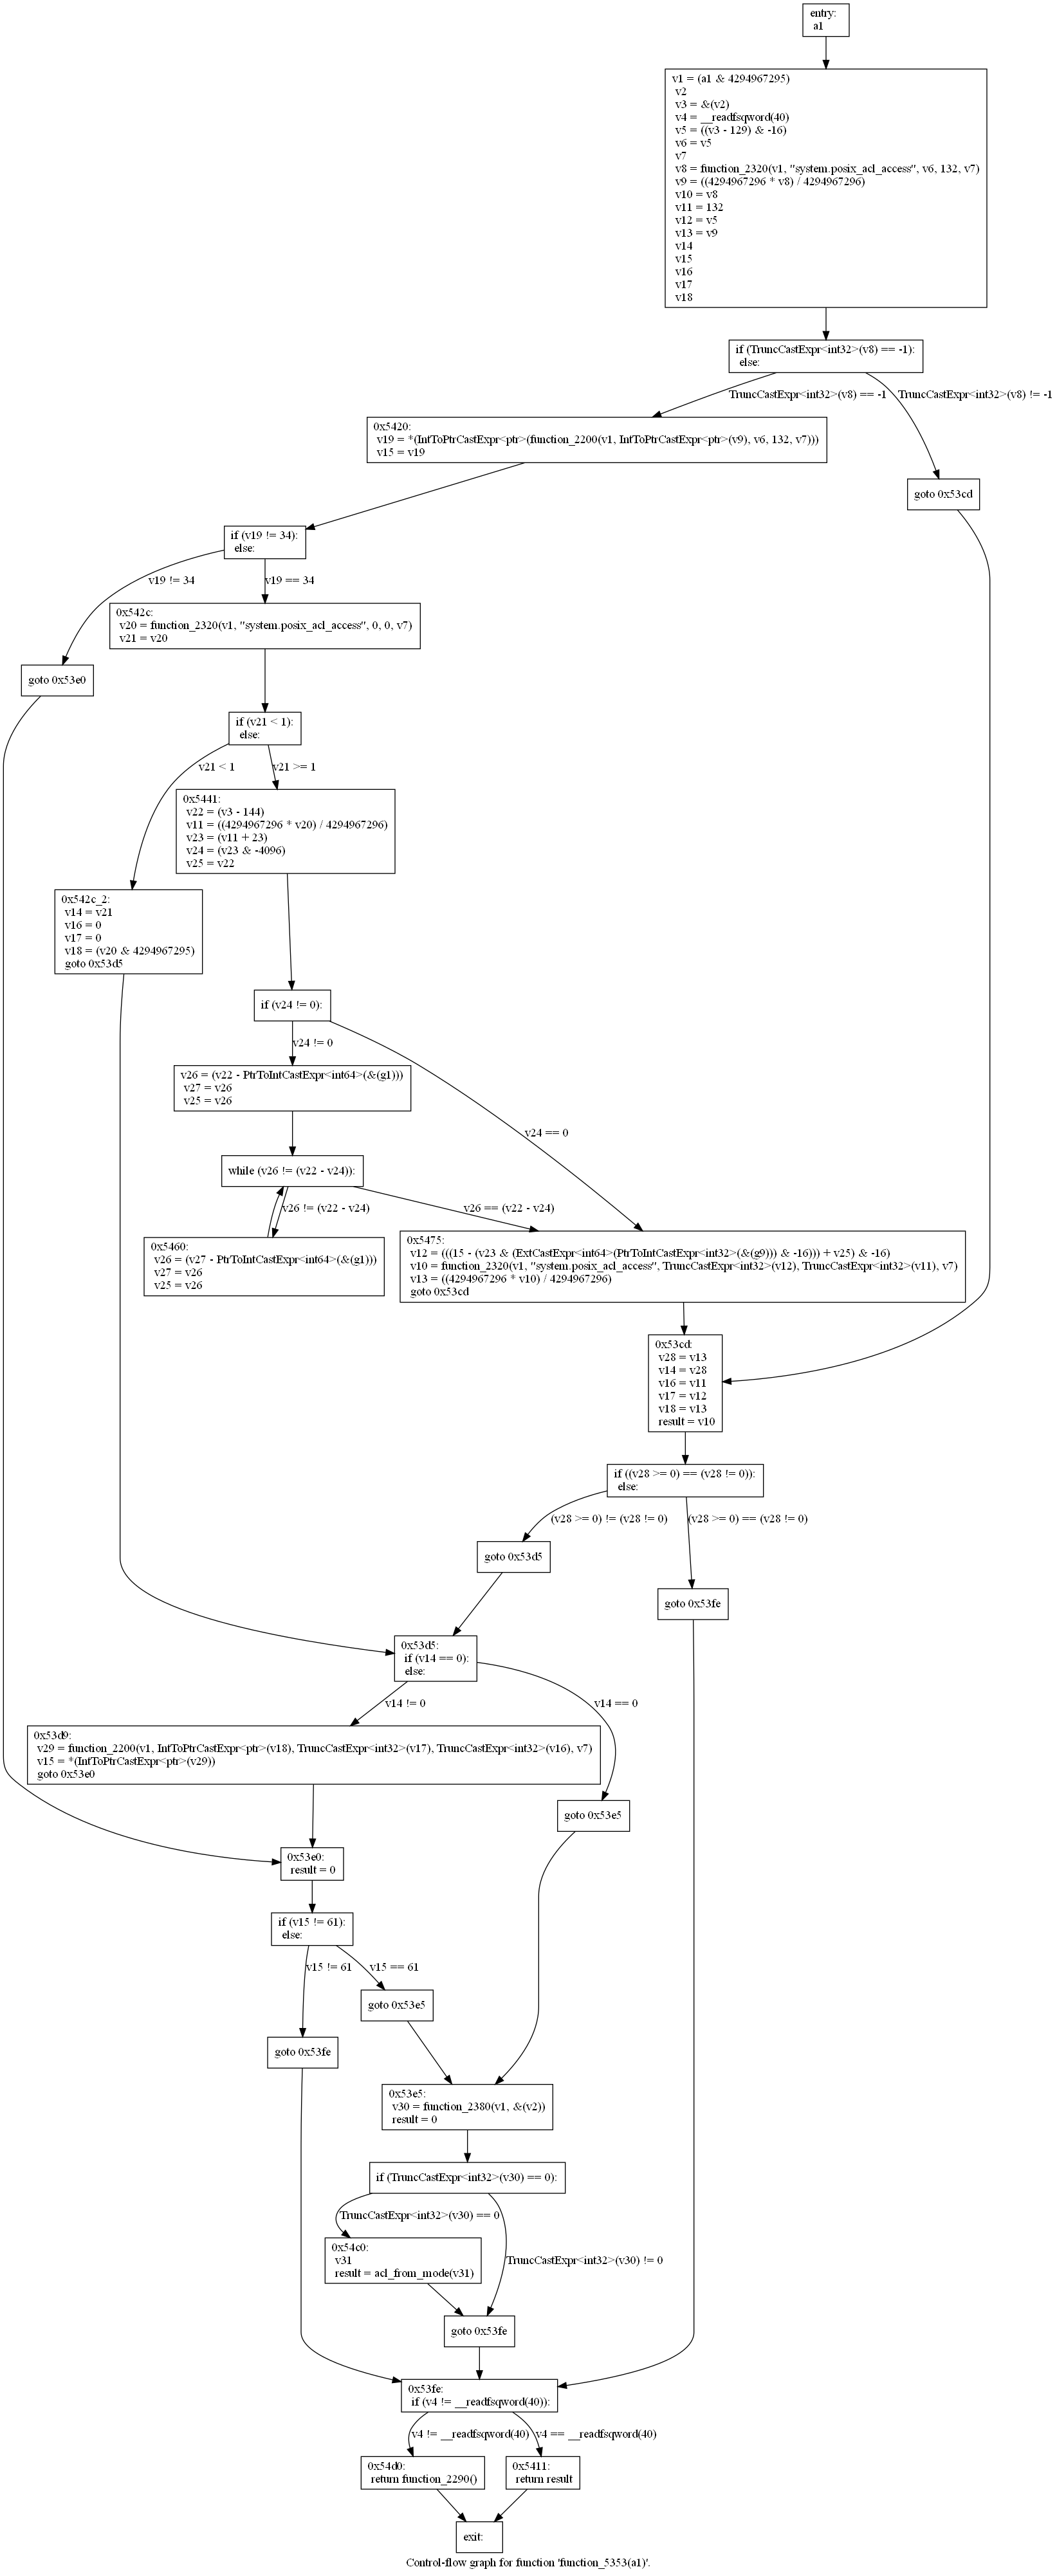 entry:
a1
v1 = (a1 & 4294967295)
v2
v3 = &(v2)
v4 = __readfsqword(40)
v5 = ((v3 - 129) & -16)
v6 = v5
v7
v8 = function_2320(v1, "system.posix_acl_access", v6, 132, v7)
v9 = ((4294967296 * v8) / 4294967296)
v10 = v8
v11 = 132
v12 = v5
v13 = v9
v14
v15
v16
v17
v18
if (TruncCastExpr<int32>(v8) == -1):
else:
TruncCastExpr<int32>(v8) == -1
TruncCastExpr<int32>(v8) != -1
0x5420:
v19 = *(IntToPtrCastExpr<ptr>(function_2200(v1, IntToPtrCastExpr<ptr>(v9), v6, 132, v7)))
v15 = v19
goto 0x53cd
if (v19 != 34):
else:
v19 != 34
v19 == 34
0x542c:
v20 = function_2320(v1, "system.posix_acl_access", 0, 0, v7)
v21 = v20
goto 0x53e0
if (v21 < 1):
else:
v21 < 1
v21 >= 1
0x5441:
v22 = (v3 - 144)
v11 = ((4294967296 * v20) / 4294967296)
v23 = (v11 + 23)
v24 = (v23 & -4096)
v25 = v22
0x542c_2:
v14 = v21
v16 = 0
v17 = 0
v18 = (v20 & 4294967295)
goto 0x53d5
if (v24 != 0):
v24 != 0
v26 = (v22 - PtrToIntCastExpr<int64>(&(g1)))
v27 = v26
v25 = v26
v24 == 0
while (v26 != (v22 - v24)):
v26 != (v22 - v24)
v26 == (v22 - v24)
0x5460:
v26 = (v27 - PtrToIntCastExpr<int64>(&(g1)))
v27 = v26
v25 = v26
0x5475:
v12 = (((15 - (v23 & (ExtCastExpr<int64>(PtrToIntCastExpr<int32>(&(g9))) & -16))) + v25) & -16)
v10 = function_2320(v1, "system.posix_acl_access", TruncCastExpr<int32>(v12), TruncCastExpr<int32>(v11), v7)
v13 = ((4294967296 * v10) / 4294967296)
goto 0x53cd
0x53cd:
v28 = v13
v14 = v28
v16 = v11
v17 = v12
v18 = v13
result = v10
if ((v28 >= 0) == (v28 != 0)):
else:
(v28 >= 0) != (v28 != 0)
(v28 >= 0) == (v28 != 0)
goto 0x53d5
goto 0x53fe
0x53d5:
if (v14 == 0):
else:
v14 != 0
v14 == 0
0x53d9:
v29 = function_2200(v1, IntToPtrCastExpr<ptr>(v18), TruncCastExpr<int32>(v17), TruncCastExpr<int32>(v16), v7)
v15 = *(IntToPtrCastExpr<ptr>(v29))
goto 0x53e0
goto 0x53e5
0x53e0:
result = 0
if (v15 != 61):
else:
v15 != 61
v15 == 61
goto 0x53e5
goto 0x53fe
0x53e5:
v30 = function_2380(v1, &(v2))
result = 0
if (TruncCastExpr<int32>(v30) == 0):
TruncCastExpr<int32>(v30) == 0
0x54c0:
v31
result = acl_from_mode(v31)
TruncCastExpr<int32>(v30) != 0
goto 0x53fe
0x53fe:
if (v4 != __readfsqword(40)):
v4 != __readfsqword(40)
v4 == __readfsqword(40)
0x54d0:
return function_2290()
0x5411:
return result
exit:
Control-flow graph for function 'function_5353(a1)'.